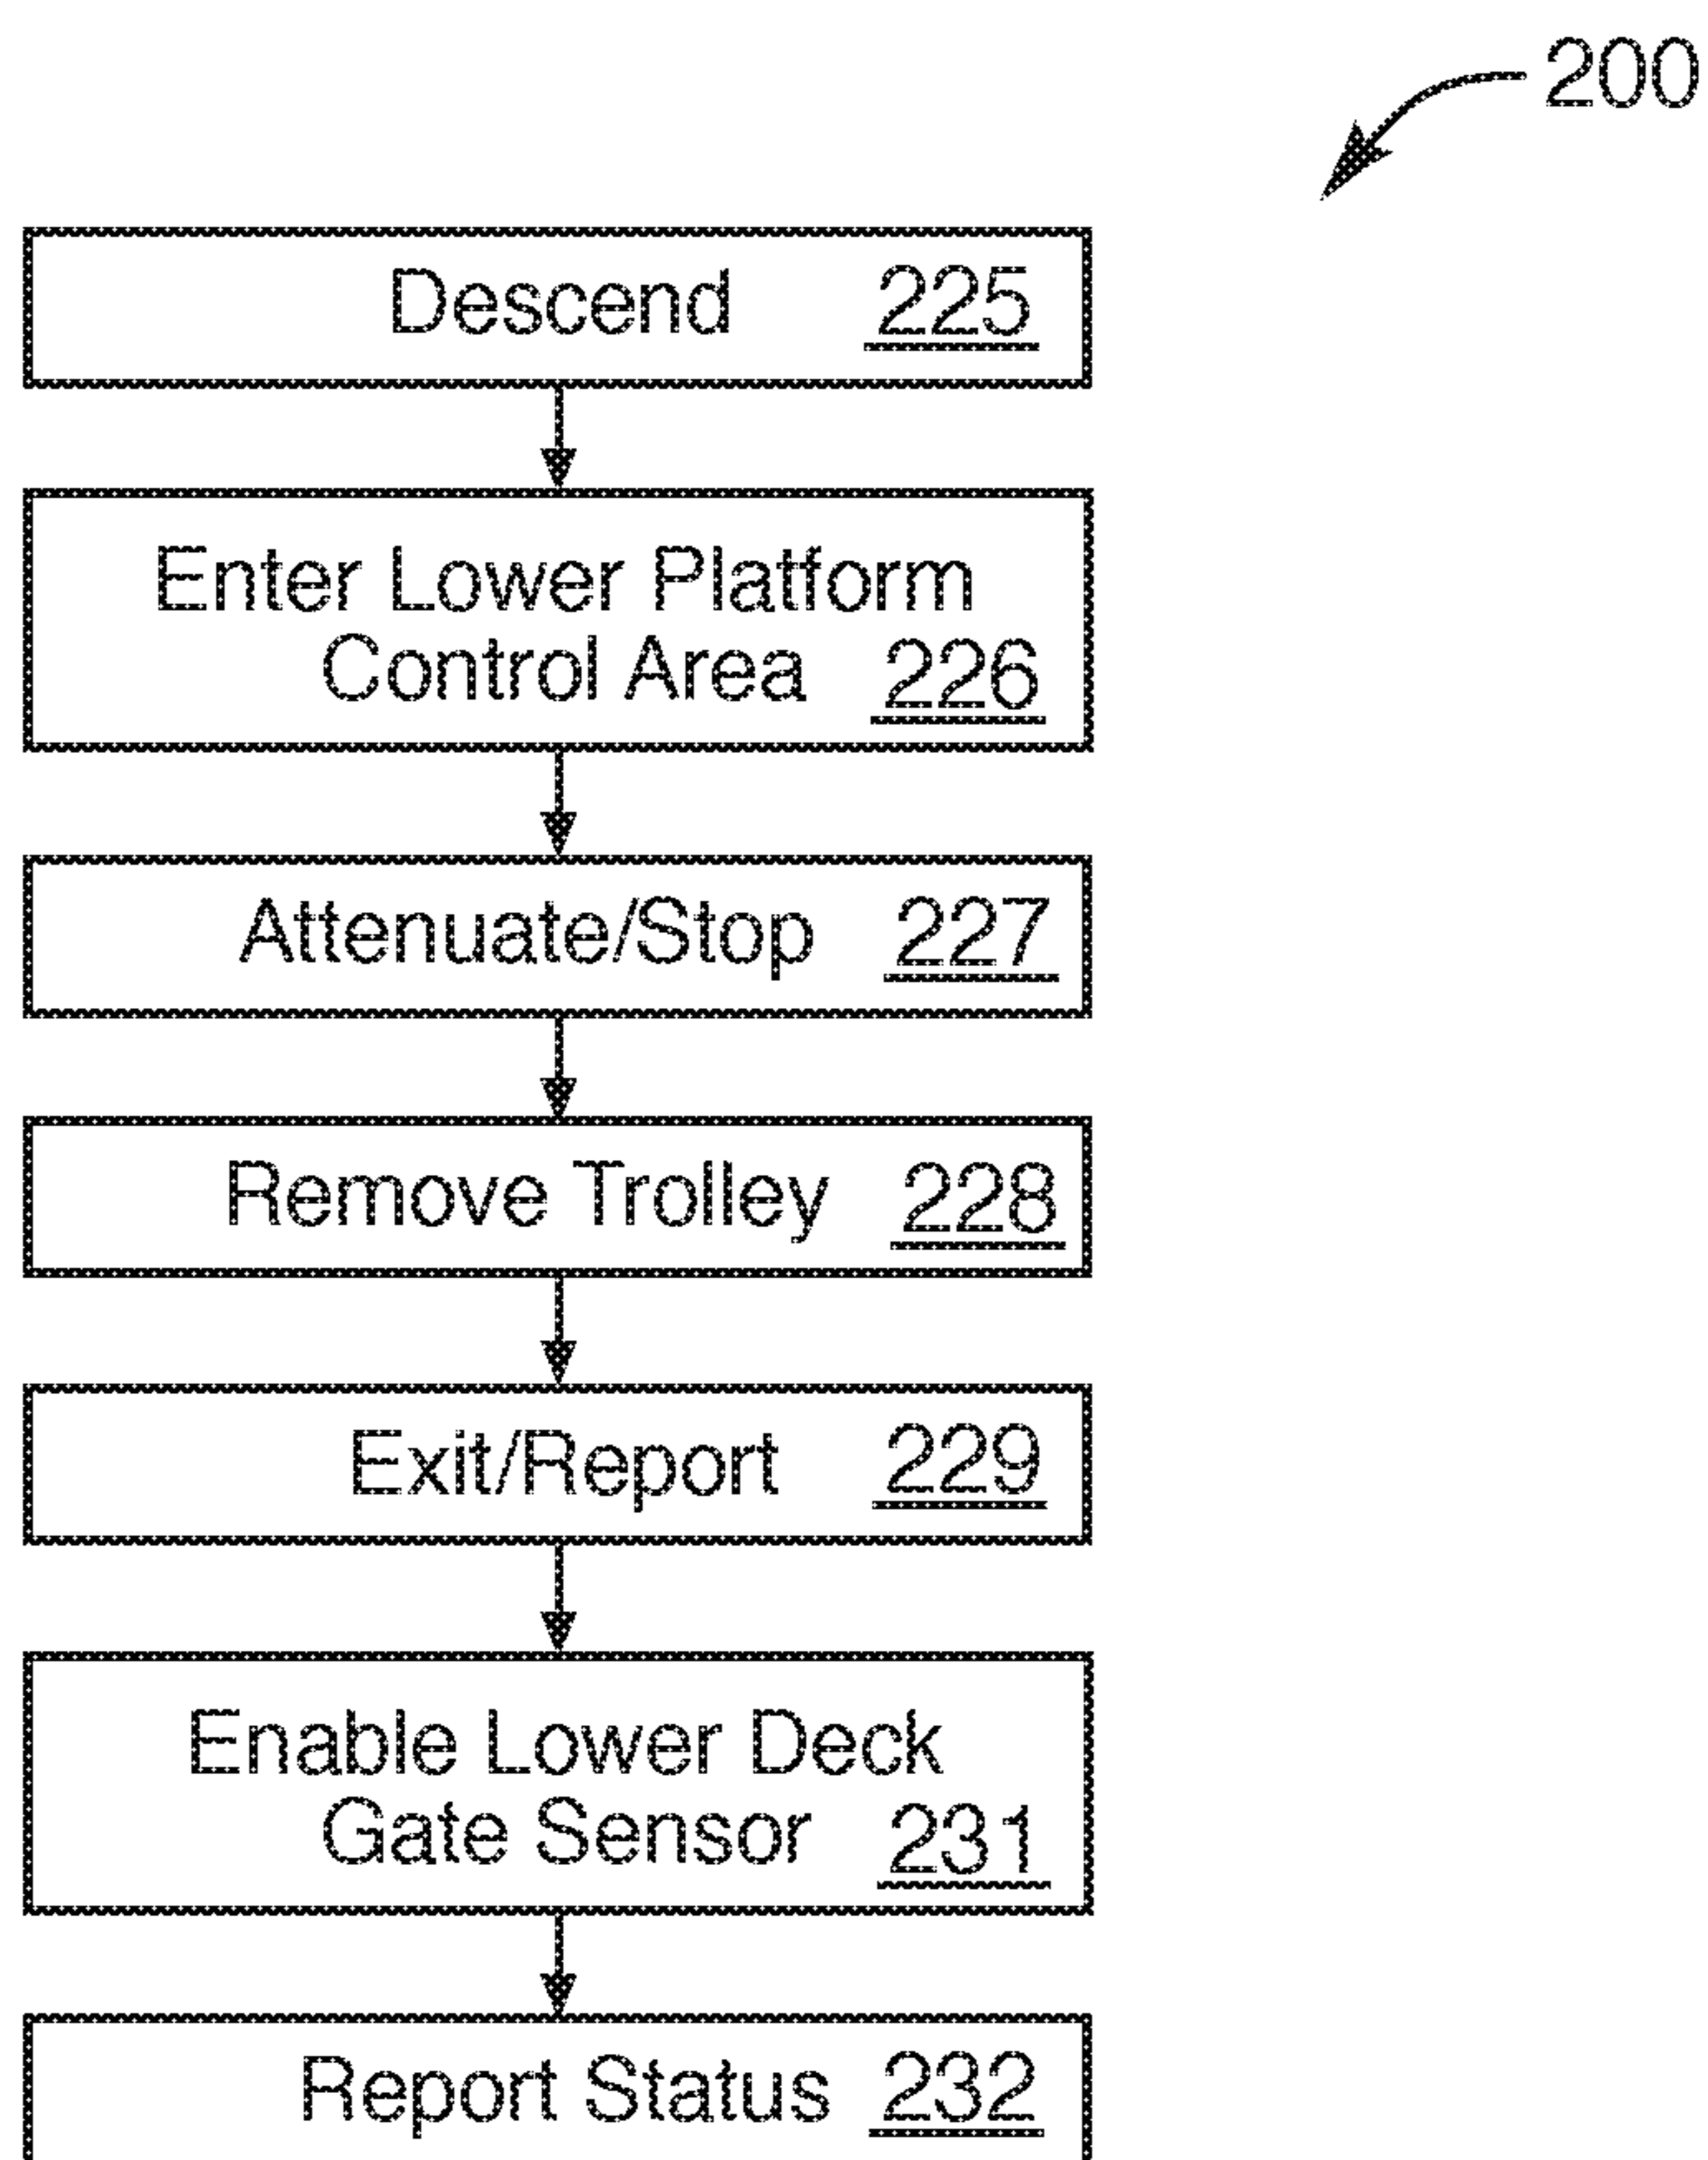 200
Descend 225
Enter Lower Platform
Control Area 226
Attenuate/Stop 227
Remove Trolley 228
Exit/Report 229
Enable Lower Deck
Gate Sensor 231
Report Status 232